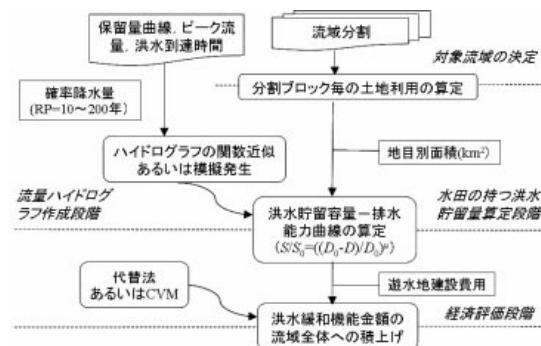 保留量曲線, ピーク流
量, 洪水到達時間
流域分割
対象流域の決定
確率降水量
(RP=10～200年)
分割ブロック毎の土地利用の算定
ハイドログラフの関数近似
あるいは模擬発生
地目別面積(km²)
流量ハイドログ
ラフ作成段階
洪水貯留容量－排水
能力曲線の算定
(S/S₀=((D₀-D)/D₀)ᵅ)
水田の持つ洪水
貯留量算定段階
代替法
あるいはCVM
遊水地建設費用
洪水緩和機能金額の
流域全体への積上げ
経済評価段階